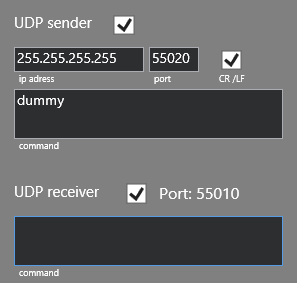 UDP sender
255.255.255.255 55020
ip adress port CR /LF
dummy
command
UDP receiver Port: 55010
command